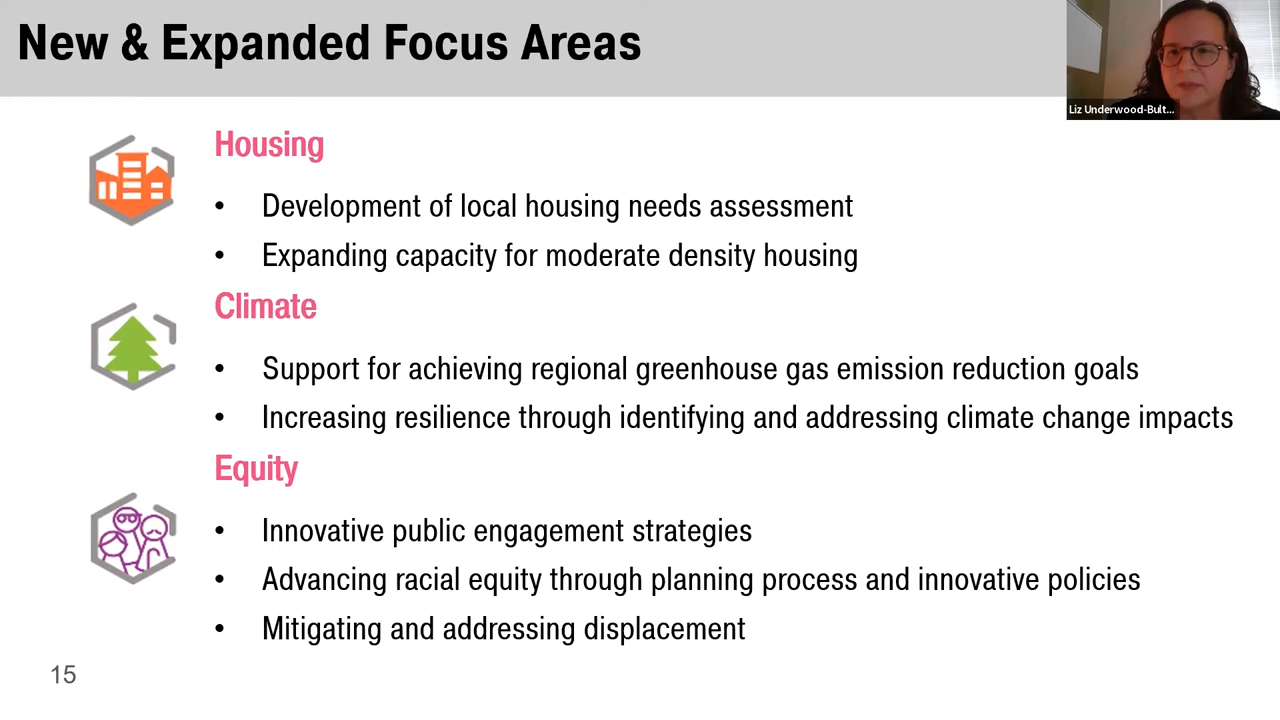 New & Expanded Focus Areas
Liz Underwood-Bult...
Housing
• Development of local housing needs assessment
• Expanding capacity for moderate density housing
Climate
• Support for achieving regional greenhouse gas emission reduction goals
• Increasing resilience through identifying and addressing climate change impacts
Equity
• Innovative public engagement strategies
• Advancing racial equity through planning process and innovative policies
• Mitigating and addressing displacement
15